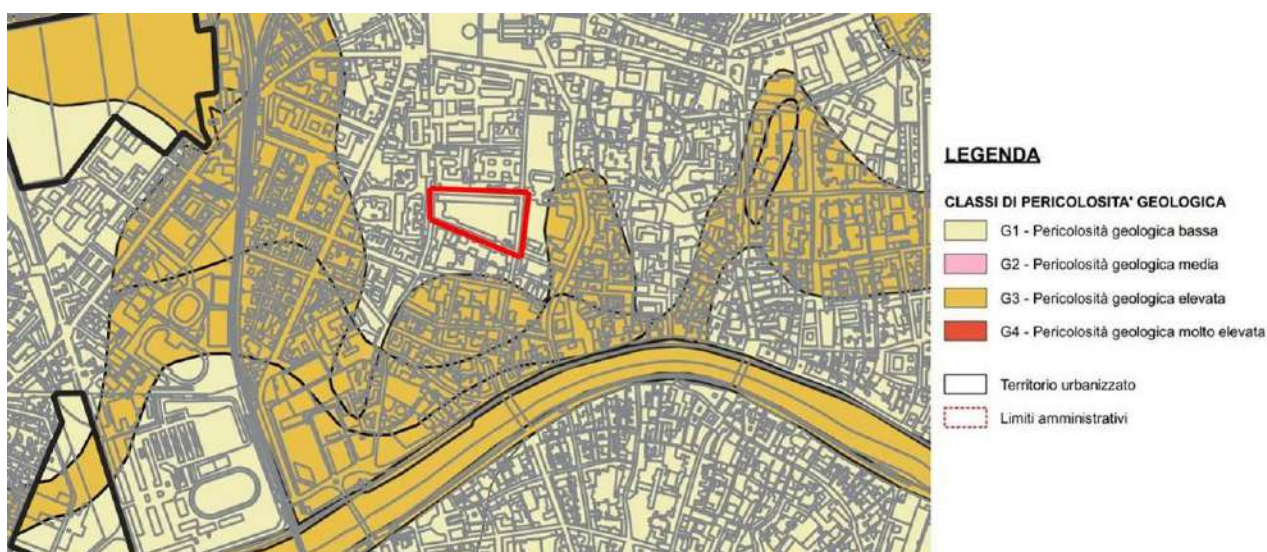 LEGENDA
CLASSI DI PERICOLOSITA' GEOLOGICA
G1 - Pericolosità geologica bassa
G2 - Pericolosità geologica media
G3 - Pericolosità geologica elevata
G4 - Pericolosità geologica molto elevata
Territorio urbanizzato
Limiti amministrativi